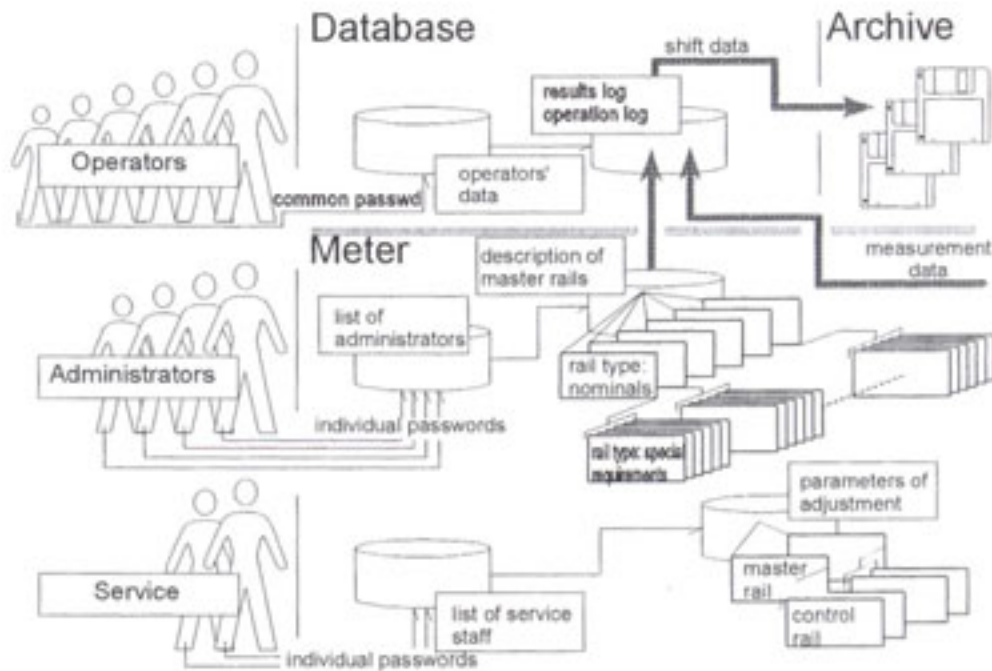 Database
Archive
shift data
results log
operation log
Operators
operators'
data
common passwd
Meter
description of
master rails
measurement
data
list of
administrators
Administrators
rail type:
nominals
individual passwords
rail type: special
requirements
parameters of
adjustment
Service
master
rail
control
rail
list of service
staff
individual passwords